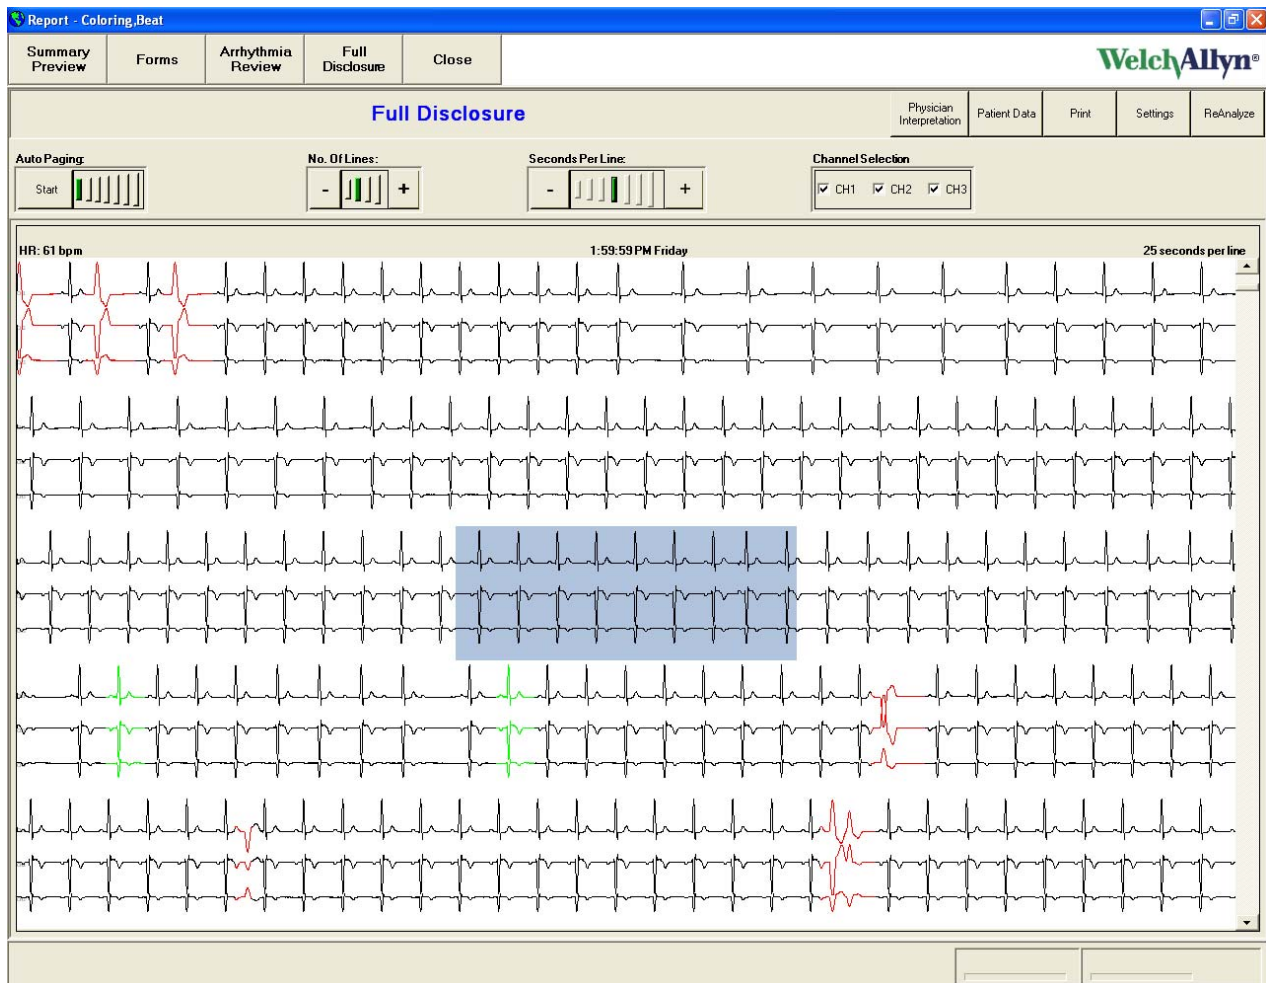 Report - Coloring,Beat
Summary Preview
Forms
Arrhythmia Review
Full Disclosure
Close
WelchAllyn®
Full Disclosure
Physician Interpretation
Patient Data
Print
Settings
ReAnalyze
Auto Paging:
No. Of Lines:
Seconds Per Line:
Channel Selection
Start
- +
- +
CH1 CH2 CH3
HR: 61 bpm
1:59:59 PM Friday
25 seconds per line